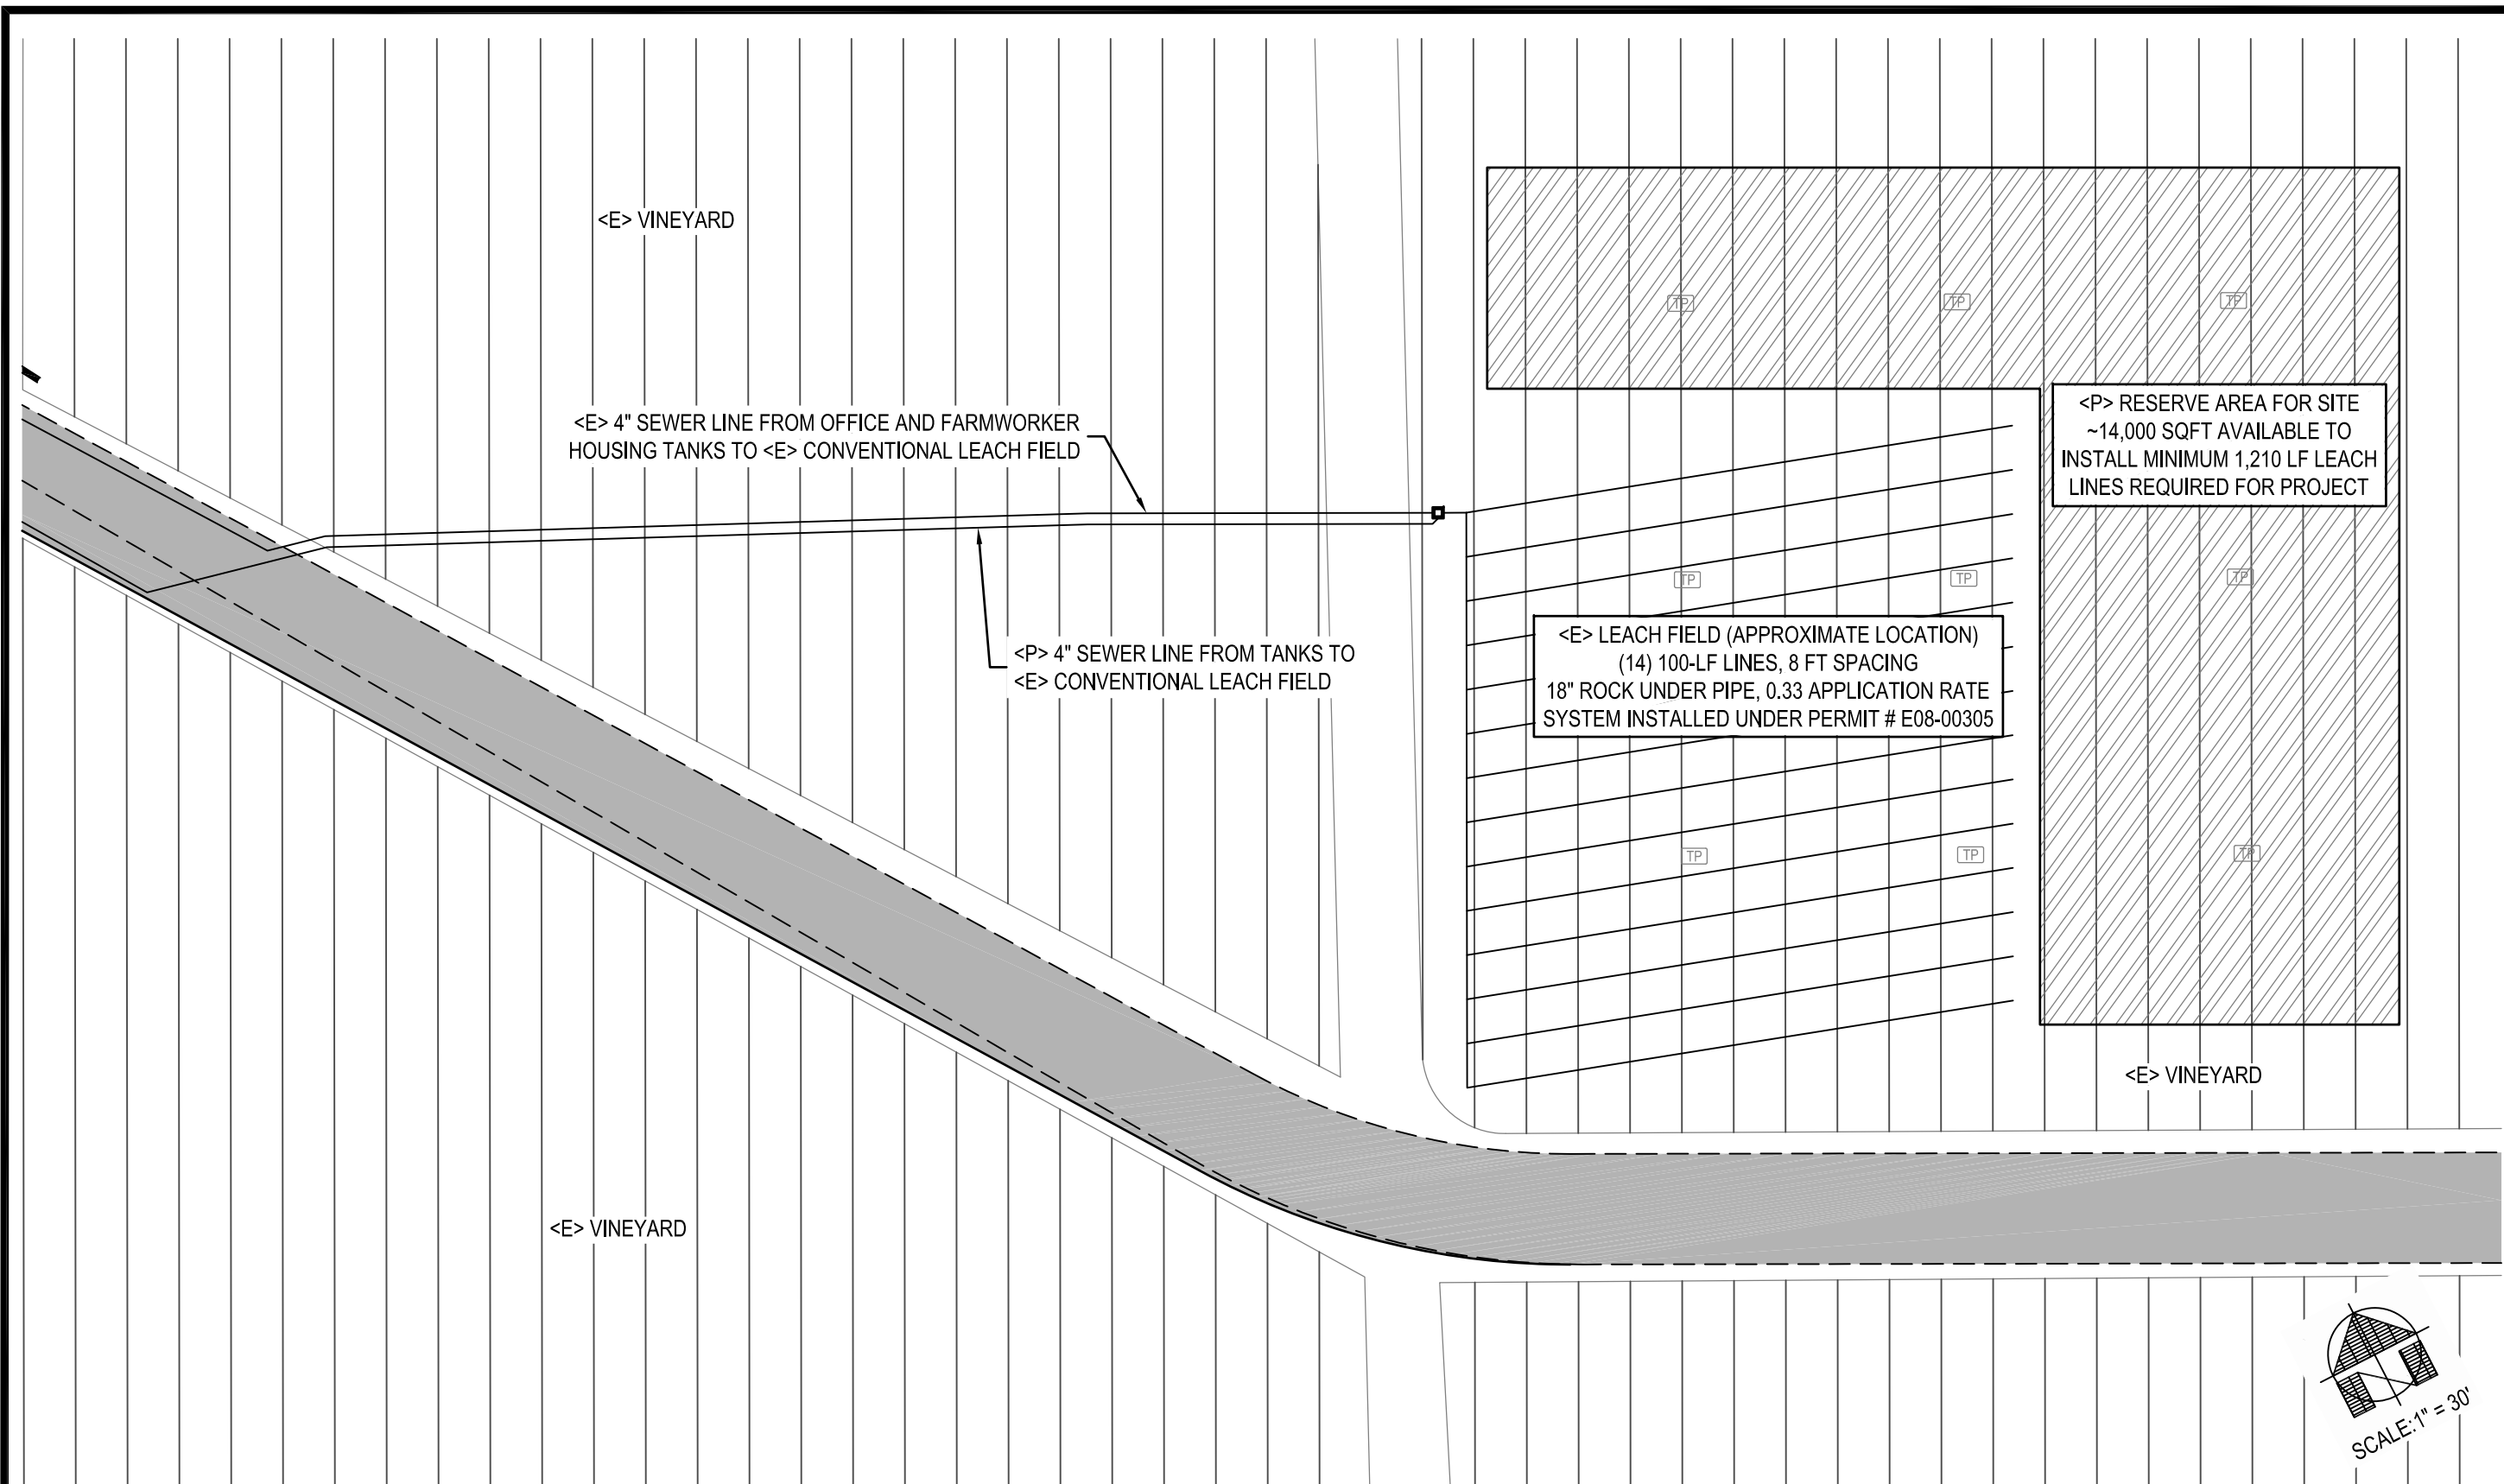 <E> VINEYARD
TP
TP
TP
<E> 4" SEWER LINE FROM OFFICE AND FARMWORKER
HOUSING TANKS TO <E> CONVENTIONAL LEACH FIELD
<P> RESERVE AREA FOR SITE
~14,000 SQFT AVAILABLE TO
INSTALL MINIMUM 1,210 LF LEACH
LINES REQUIRED FOR PROJECT
TP
TP
TP
<P> 4" SEWER LINE FROM TANKS TO
<E> CONVENTIONAL LEACH FIELD
<E> LEACH FIELD (APPROXIMATE LOCATION)
(14) 100-LF LINES, 8 FT SPACING
18" ROCK UNDER PIPE, 0.33 APPLICATION RATE
SYSTEM INSTALLED UNDER PERMIT # E08-00305
TP
TP
TP
<E> VINEYARD
<E> VINEYARD
SCALE:1" = 30'